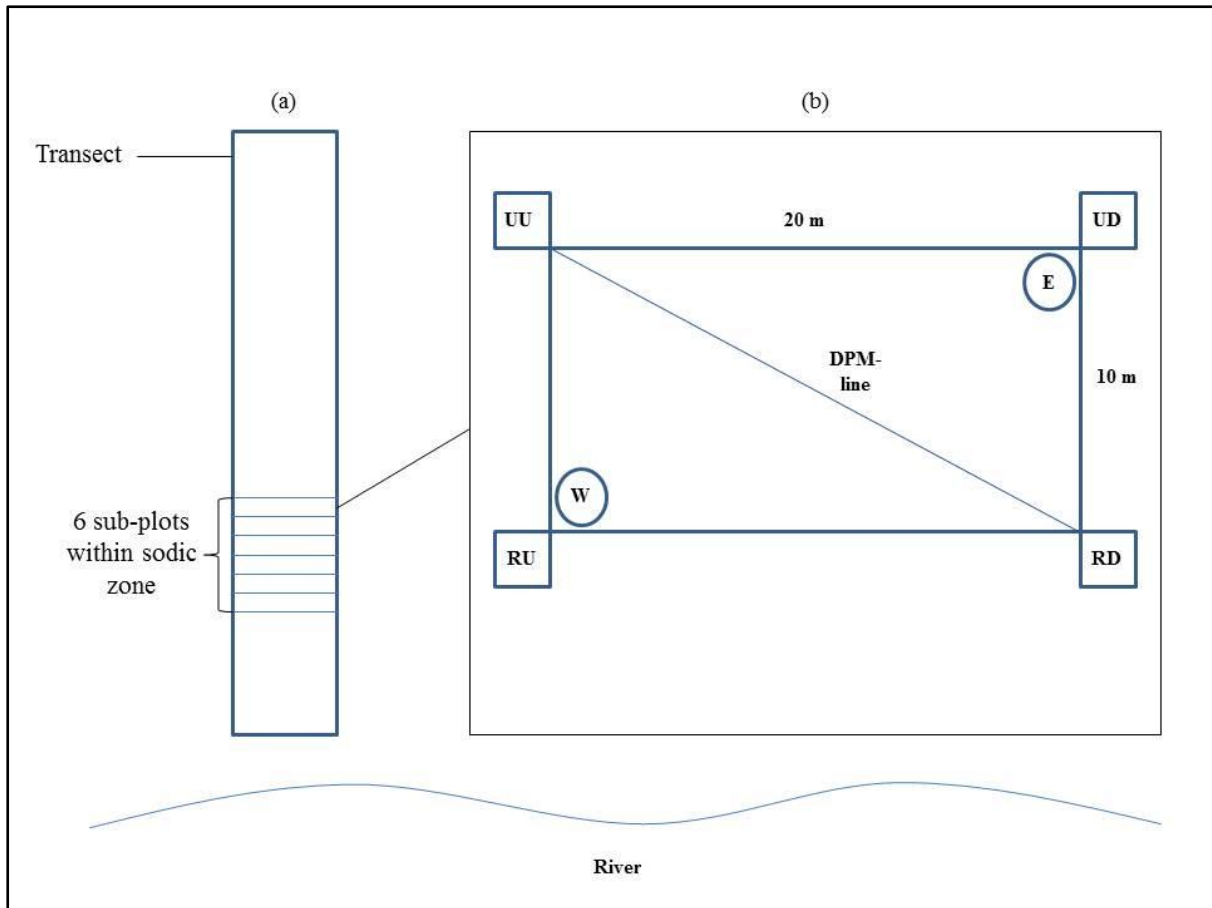 (a)
(b)
Transect
UU
20 m
UD
E
DPM-
line
10 m
W
6 sub-plots
within sodic
zone
RU
RD
River